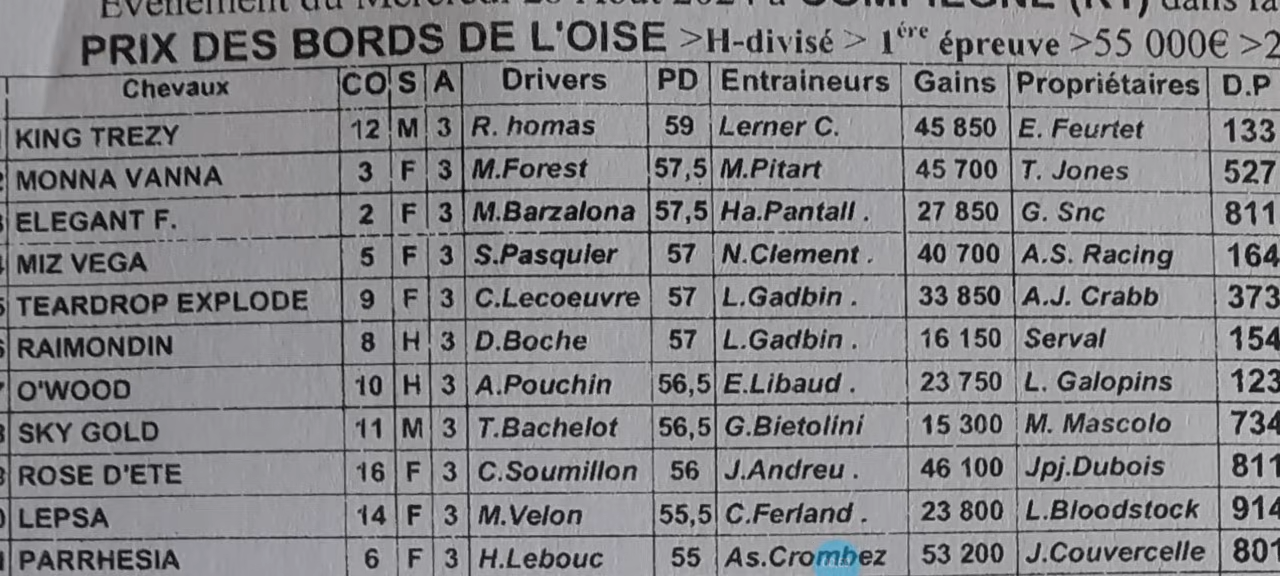 PRIX DES BORDS DE L'OISE >H-divisé > 1ére épreuve >55 000€ >2
Chevaux CO S A Drivers PD Entraineurs Gains Propriétaires D.P
KING TREZY 12 M 3 R. homas 59 Lerner C. 45 850 E. Feurtet 133
MONNA VANNA 3 F 3 M.Forest 57,5 M.Pitart 45 700 T. Jones 527
ELEGANT F. 2 F 3 M.Barzalona 57,5 Ha.Pantall . 27 850 G. Snc 811
MIZ VEGA 5 F 3 S.Pasquier 57 N.Clement . 40 700 A.S. Racing 164
TEARDROP EXPLODE 9 F 3 C.Lecoeuvre 57 L.Gadbin . 33 850 A.J. Crabb 373
RAIMONDIN 8 H 3 D.Boche 57 L.Gadbin . 16 150 Serval 154
O'WOOD 10 H 3 A.Pouchin 56,5 E.Libaud . 23 750 L. Galopins 123
SKY GOLD 11 M 3 T.Bachelot 56,5 G.Bietolini 15 300 M. Mascolo 734
ROSE D'ETE 16 F 3 C.Soumillon 56 J.Andreu . 46 100 Jpj.Dubois 811
LEPSA 14 F 3 M.Velon 55,5 C.Ferland . 23 800 L.Bloodstock 914
PARRHESIA 6 F 3 H.Lebouc 55 As.Crombez 53 200 J.Couvercelle 801